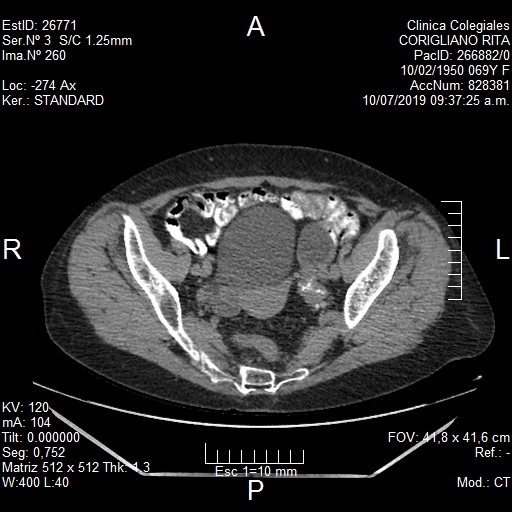 EstID: 26771
Ser.Nº 3 S/C 1.25mm
Ima.Nº 260
Loc: -274 Ax
Ker.: STANDARD
A
Clinica Colegiales
CORIGLIANO RITA
PacID: 266882/0
10/02/1950 069Y F
AccNum: 828381
10/07/2019 09:37:25 a.m.
R
L
KV: 120
mA: 104
Tilt: 0.000000
Seg: 0,752
Matriz 512 x 512 Thk: 1.3
W:400 L:40
Esc 1=10 mm
P
FOV: 41,8 x 41,6 cm
Ref.: -
Mod.: CT